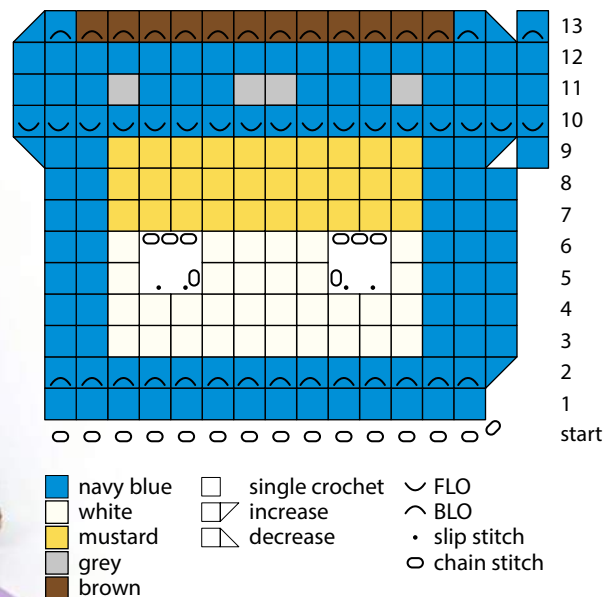 13
12
11
10
9
8
7
6
5
4
3
2
1
start
navy blue
white
mustard
grey
brown
single crochet
increase
decrease
FLO
BLO
slip stitch
chain stitch